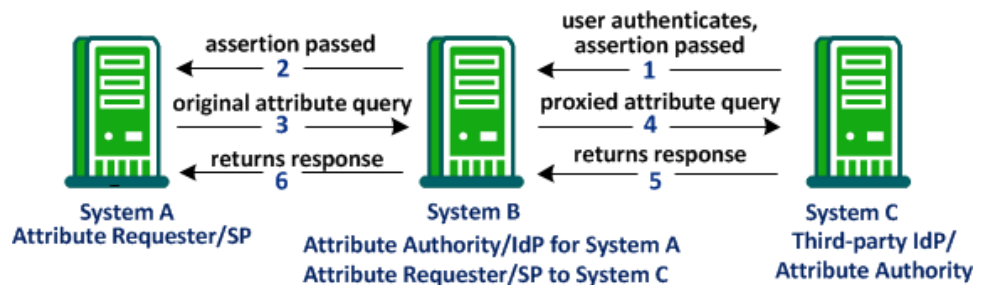 user authenticates,
assertion passed
assertion passed
2
1
original attribute query
proxied attribute query
3
4
returns response
returns response
6
5
System A
Attribute Requester/SP
System B
Attribute Authority/IdP for System A
Attribute Requester/SP to System C
System C
Third-party IdP/
Attribute Authority